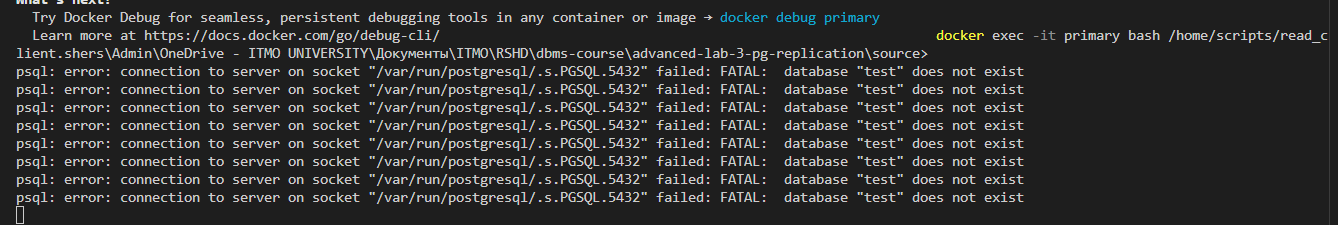 What's next?
Try Docker Debug for seamless, persistent debugging tools in any container or image → docker debug primary
Learn more at https://docs.docker.com/go/debug-cli/ docker exec -it primary bash /home/scripts/read_c
lient.shers\Admin\OneDrive - ITMO UNIVERSITY\Документы\ITMO\RSHD\dbms-course\advanced-lab-3-pg-replication\source>
psql: error: connection to server on socket "/var/run/postgresql/.s.PGSQL.5432" failed: FATAL:  database "test" does not exist
psql: error: connection to server on socket "/var/run/postgresql/.s.PGSQL.5432" failed: FATAL:  database "test" does not exist
psql: error: connection to server on socket "/var/run/postgresql/.s.PGSQL.5432" failed: FATAL:  database "test" does not exist
psql: error: connection to server on socket "/var/run/postgresql/.s.PGSQL.5432" failed: FATAL:  database "test" does not exist
psql: error: connection to server on socket "/var/run/postgresql/.s.PGSQL.5432" failed: FATAL:  database "test" does not exist
psql: error: connection to server on socket "/var/run/postgresql/.s.PGSQL.5432" failed: FATAL:  database "test" does not exist
psql: error: connection to server on socket "/var/run/postgresql/.s.PGSQL.5432" failed: FATAL:  database "test" does not exist
psql: error: connection to server on socket "/var/run/postgresql/.s.PGSQL.5432" failed: FATAL:  database "test" does not exist